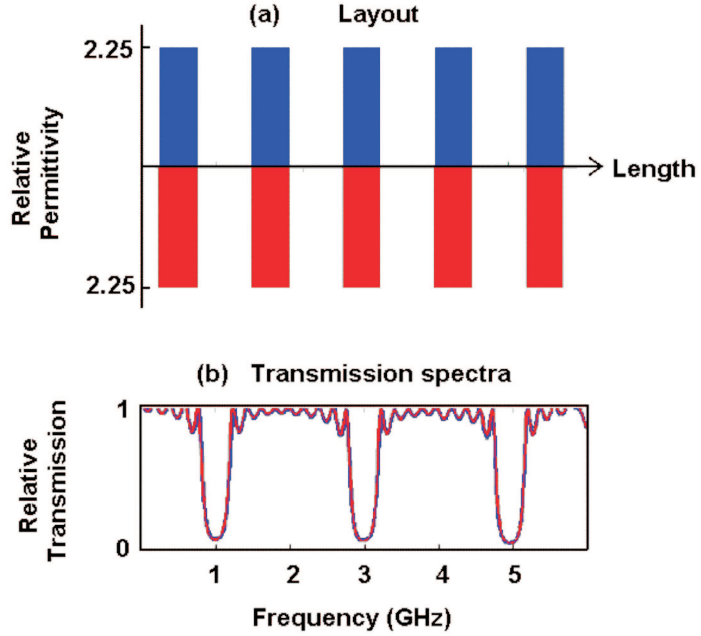 (a) Layout
2.25
Relative
Permittivity
Length
2.25
(b) Transmission spectra
1
Relative
Transmission
0
1 2 3 4 5
Frequency (GHz)